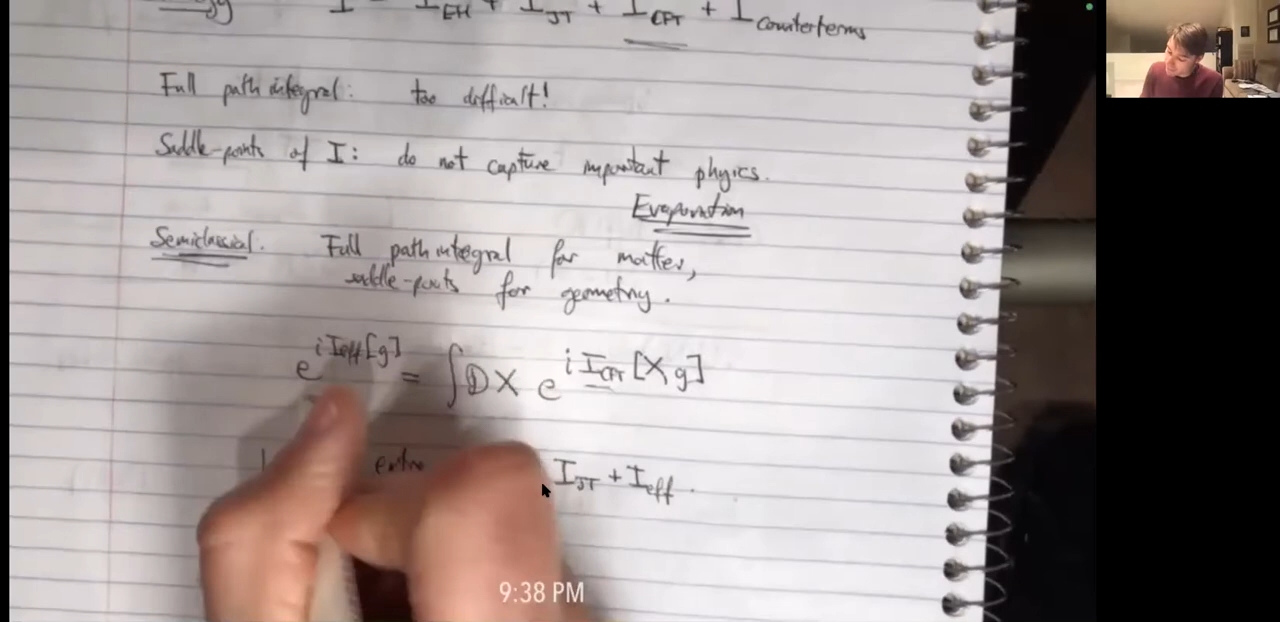 I = I_EH + I_JT + I_CFT + I_counterterms
Full path integral: too difficult!
Saddle-points of I: do not capture important physics.
Evaporation
Semiclassical. Full path integral for matter,
saddle-points for geometry.
e^{i I_eff[g]} = ∫DX e^{i I_CFT[X, g]}
I_JT + I_eff.
9:38 PM